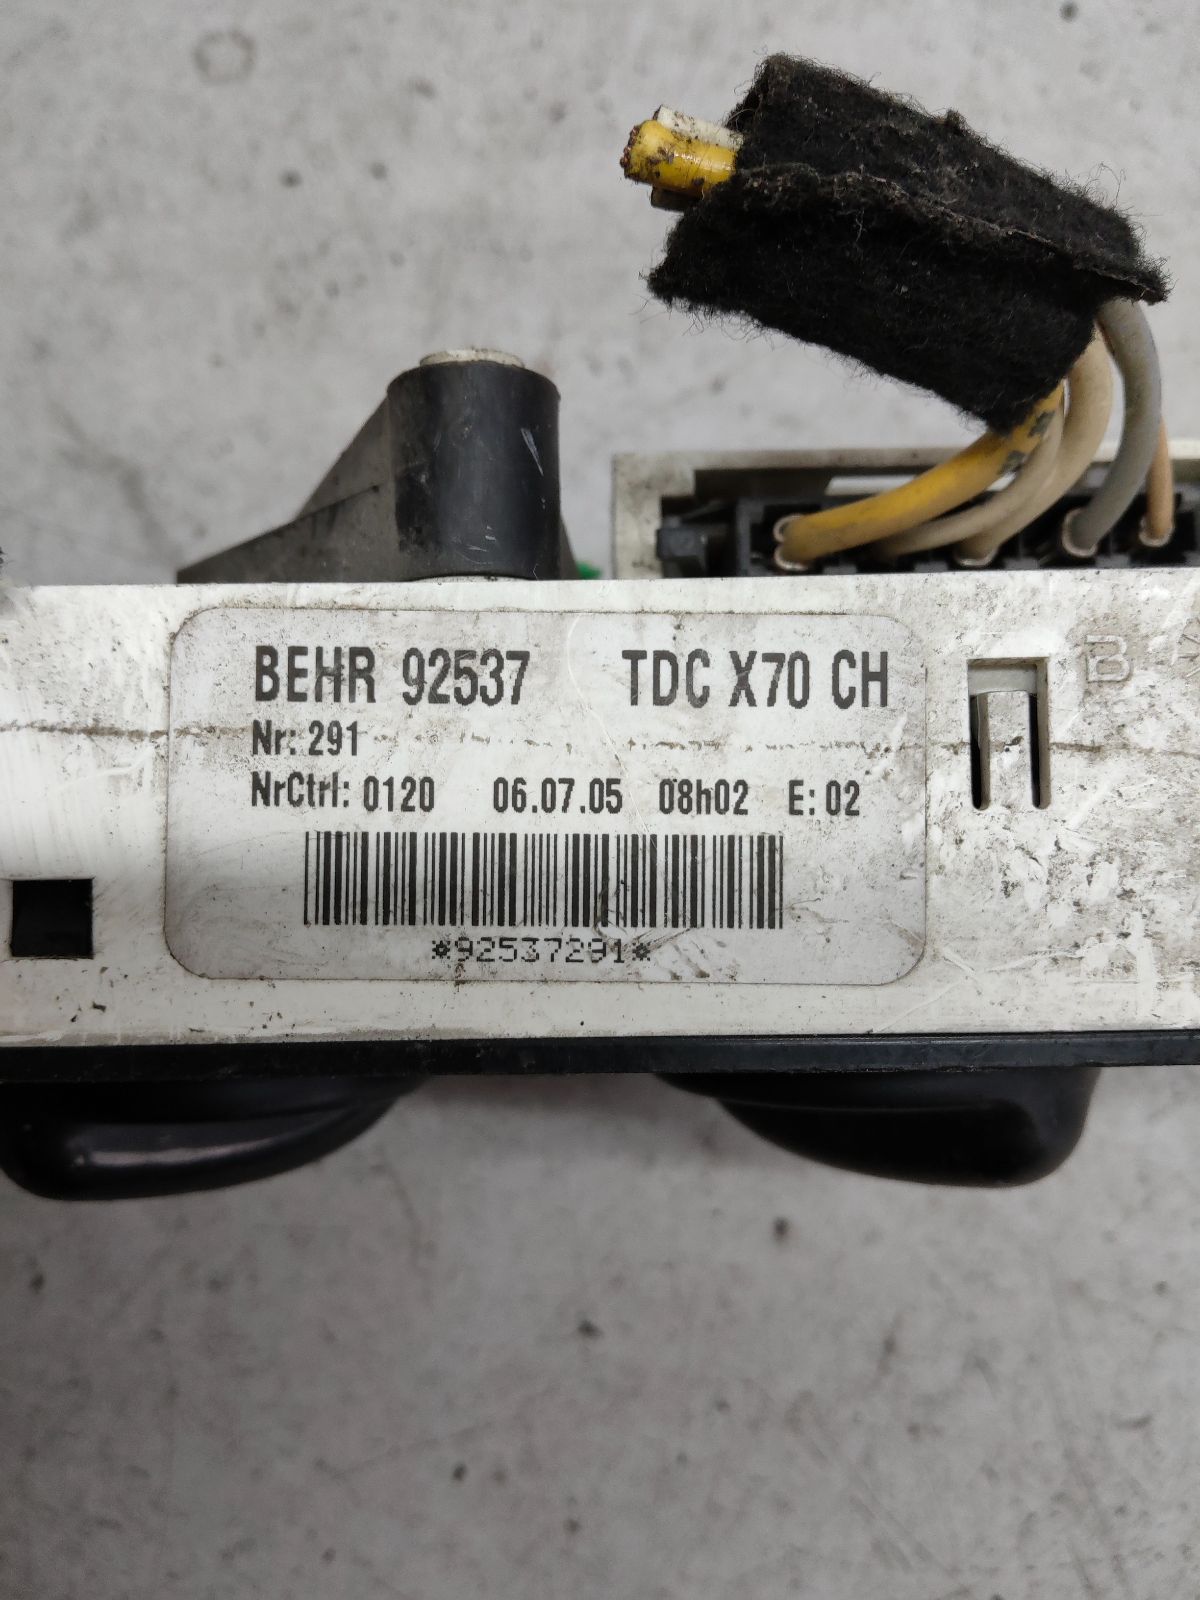 BEHR 92537 TDC X70 CH
Nr: 291
NrCtrl: 0120 06.07.05 08h02 E: 02
*92537291*
B